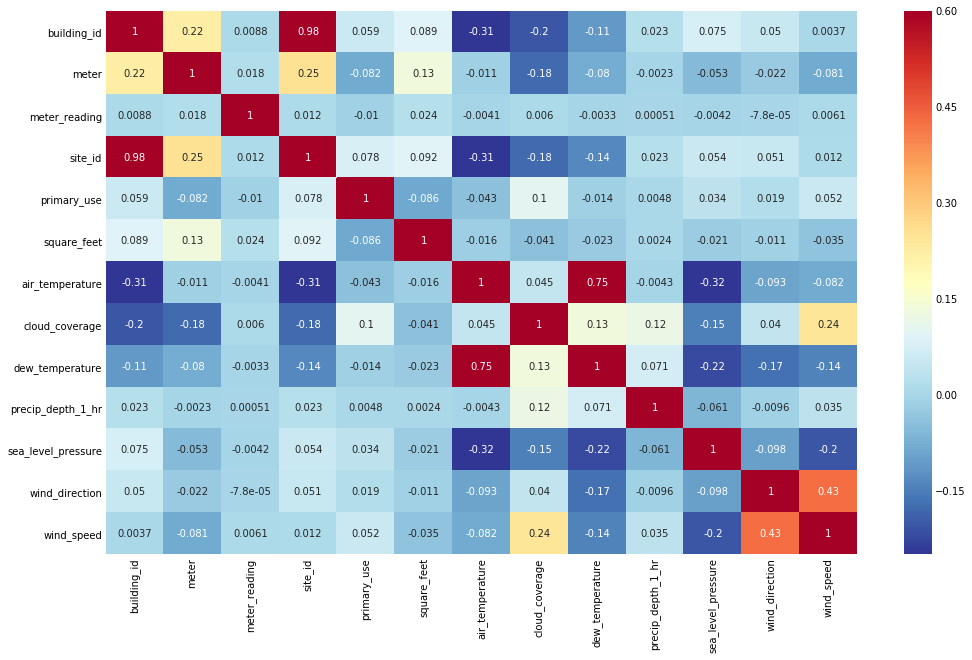 building_id 1 0.22 0.0088 0.98 0.059 0.089 -0.31 -0.2 -0.11 0.023 0.075 0.05 0.0037
meter 0.22 1 0.018 0.25 -0.082 0.13 -0.011 -0.18 -0.08 -0.0023 -0.053 -0.022 -0.081
meter_reading 0.0088 0.018 1 0.012 -0.01 0.024 -0.0041 0.006 -0.0033 0.00051 -0.0042 -7.8e-05 0.0061
site_id 0.98 0.25 0.012 1 0.078 0.092 -0.31 -0.18 -0.14 0.023 0.054 0.051 0.012
primary_use 0.059 -0.082 -0.01 0.078 1 -0.086 -0.043 0.1 -0.014 0.0048 0.034 0.019 0.052
square_feet 0.089 0.13 0.024 0.092 -0.086 1 -0.016 -0.041 -0.023 0.0024 -0.021 -0.011 -0.035
air_temperature -0.31 -0.011 -0.0041 -0.31 -0.043 -0.016 1 0.045 0.75 -0.0043 -0.32 -0.093 -0.082
cloud_coverage -0.2 -0.18 0.006 -0.18 0.1 -0.041 0.045 1 0.13 0.12 -0.15 0.04 0.24
dew_temperature -0.11 -0.08 -0.0033 -0.14 -0.014 -0.023 0.75 0.13 1 0.071 -0.22 -0.17 -0.14
precip_depth_1_hr 0.023 -0.0023 0.00051 0.023 0.0048 0.0024 -0.0043 0.12 0.071 1 -0.061 -0.0096 0.035
sea_level_pressure 0.075 -0.053 -0.0042 0.054 0.034 -0.021 -0.32 -0.15 -0.22 -0.061 1 -0.098 -0.2
wind_direction 0.05 -0.022 -7.8e-05 0.051 0.019 -0.011 -0.093 0.04 -0.17 -0.0096 -0.098 1 0.43
wind_speed 0.0037 -0.081 0.0061 0.012 0.052 -0.035 -0.082 0.24 -0.14 0.035 -0.2 0.43 1
building_id
meter
meter_reading
site_id
primary_use
square_feet
air_temperature
cloud_coverage
dew_temperature
precip_depth_1_hr
sea_level_pressure
wind_direction
wind_speed
0.60
0.45
0.30
0.15
0.00
−0.15